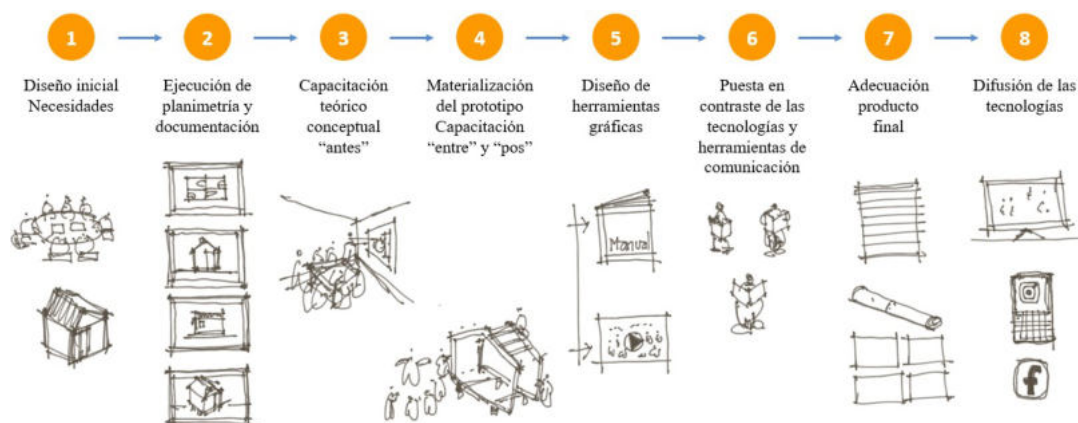 1
2
3
4
5
6
7
8
Diseño inicial
Necesidades
Ejecución de
planimetría y
documentación
Capacitación
teórico
conceptual
“antes”
Materialización
del prototipo
Capacitación
“entre” y “pos”
Diseño de
herramientas
gráficas
Puesta en
contraste de las
tecnologías y
herramientas de
comunicación
Adecuación
producto
final
Difusión de las
tecnologías
Manual
f